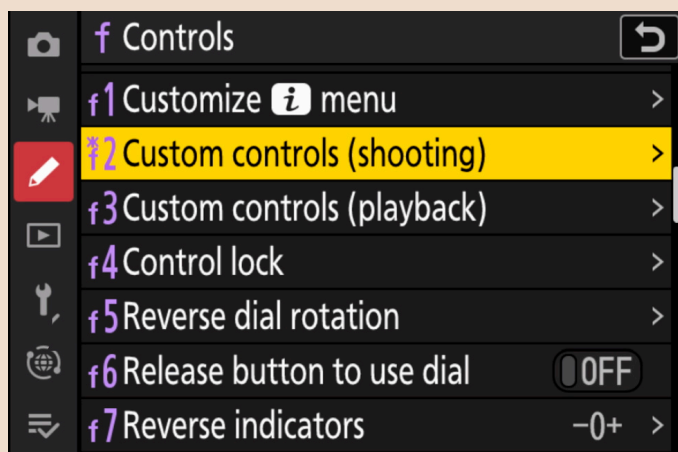 f Controls
f1 Customize i menu
*f2 Custom controls (shooting)
f3 Custom controls (playback)
f4 Control lock
f5 Reverse dial rotation
f6 Release button to use dial OFF
f7 Reverse indicators −0+